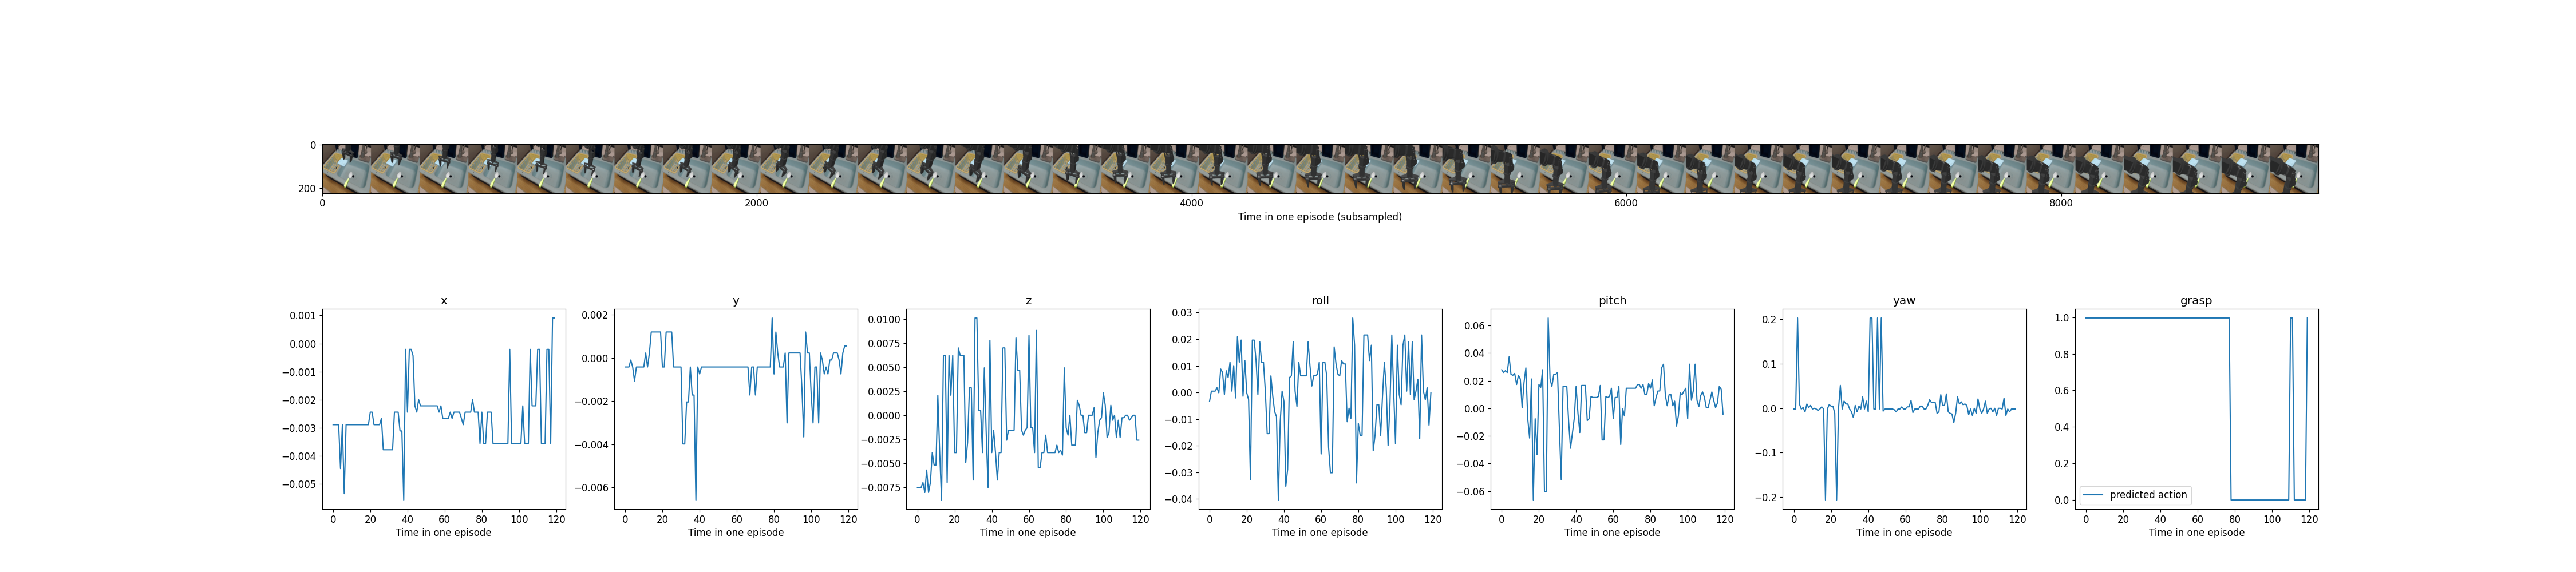 0
200
0 2000 4000 6000 8000
Time in one episode (subsampled)
x
0.001
0.000
−0.001
−0.002
−0.003
−0.004
−0.005
0 20 40 60 80 100 120
Time in one episode
y
0.002
0.000
−0.002
−0.004
−0.006
0 20 40 60 80 100 120
Time in one episode
z
0.0100
0.0075
0.0050
0.0025
0.0000
−0.0025
−0.0050
−0.0075
0 20 40 60 80 100 120
Time in one episode
roll
0.03
0.02
0.01
0.00
−0.01
−0.02
−0.03
−0.04
0 20 40 60 80 100 120
Time in one episode
pitch
0.06
0.04
0.02
0.00
−0.02
−0.04
−0.06
0 20 40 60 80 100 120
Time in one episode
yaw
0.2
0.1
0.0
−0.1
−0.2
0 20 40 60 80 100 120
Time in one episode
grasp
1.0
0.8
0.6
0.4
0.2
0.0
predicted action
0 20 40 60 80 100 120
Time in one episode